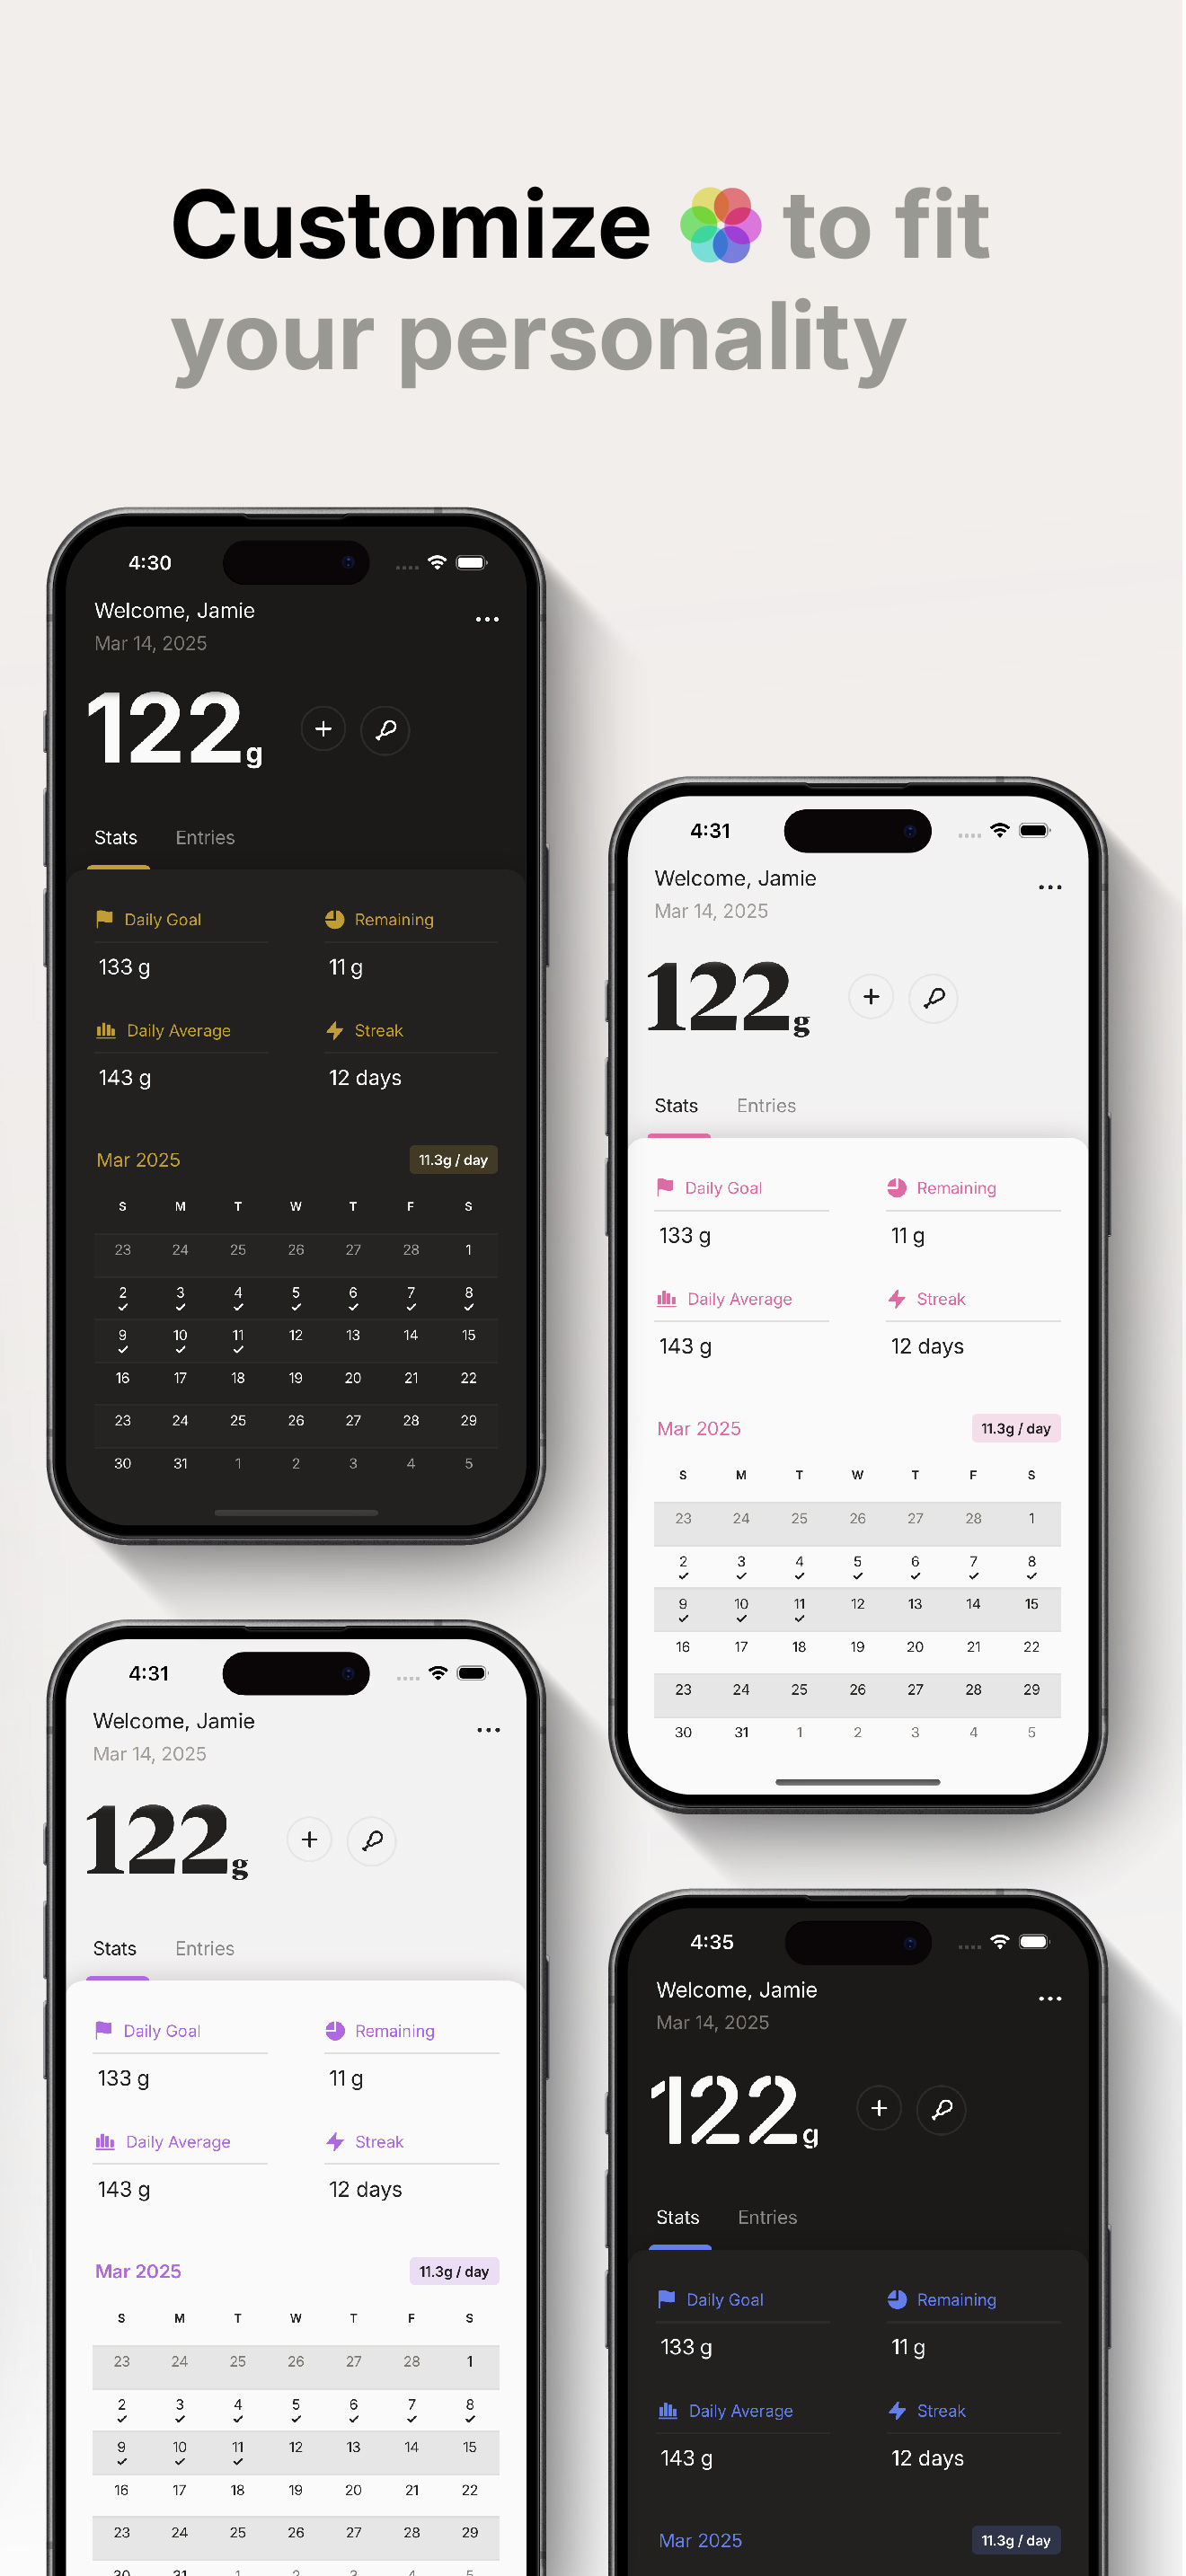 Customize to fit
your personality
4:30
Welcome, Jamie
Mar 14, 2025
122g
Stats Entries
Daily Goal Remaining
133 g 11 g
Daily Average Streak
143 g 12 days
Mar 2025 11.3g / day
S M T W T F S
23 24 25 26 27 28 1
2 3 4 5 6 7 8
9 10 11 12 13 14 15
16 17 18 19 20 21 22
23 24 25 26 27 28 29
30 31 1 2 3 4 5
4:31
Welcome, Jamie
Mar 14, 2025
122g
Stats Entries
Daily Goal Remaining
133 g 11 g
Daily Average Streak
143 g 12 days
Mar 2025 11.3g / day
S M T W T F S
23 24 25 26 27 28 1
2 3 4 5 6 7 8
9 10 11 12 13 14 15
16 17 18 19 20 21 22
23 24 25 26 27 28 29
30 31 1 2 3 4 5
4:31
Welcome, Jamie
Mar 14, 2025
122g
Stats Entries
Daily Goal Remaining
133 g 11 g
Daily Average Streak
143 g 12 days
Mar 2025 11.3g / day
S M T W T F S
23 24 25 26 27 28 1
2 3 4 5 6 7 8
9 10 11 12 13 14 15
16 17 18 19 20 21 22
23 24 25 26 27 28 29
30 31 1 2 3 4 5
4:35
Welcome, Jamie
Mar 14, 2025
122g
Stats Entries
Daily Goal Remaining
133 g 11 g
Daily Average Streak
143 g 12 days
Mar 2025 11.3g / day